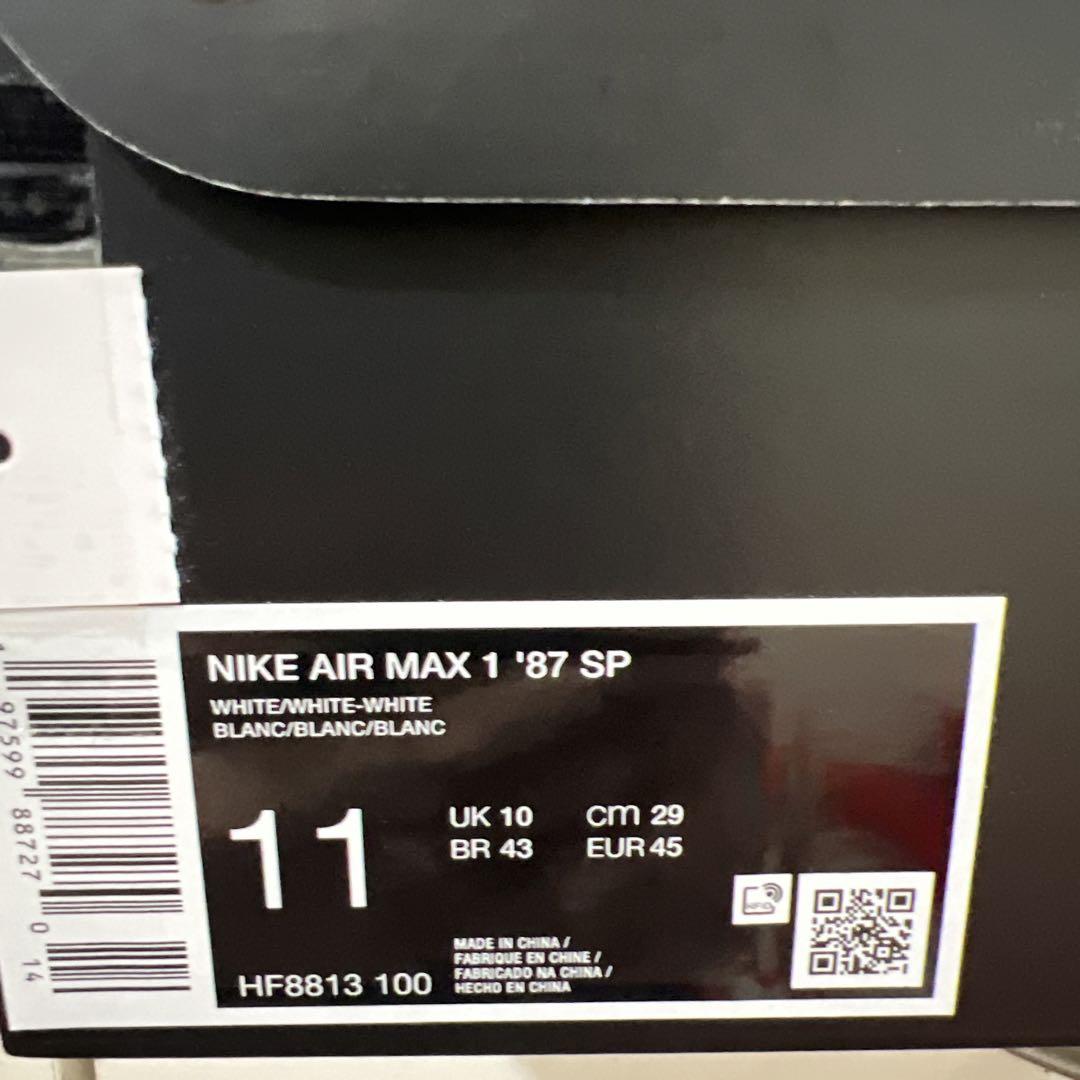 NIKE AIR MAX 1 '87 SP
WHITE/WHITE-WHITE
BLANC/BLANC/BLANC
11
UK 10 cm 29
BR 43 EUR 45
MADE IN CHINA /
FABRIQUE EN CHINE /
FABRICADO NA CHINA /
HECHO EN CHINA
HF8813 100
97599 88727 0 14